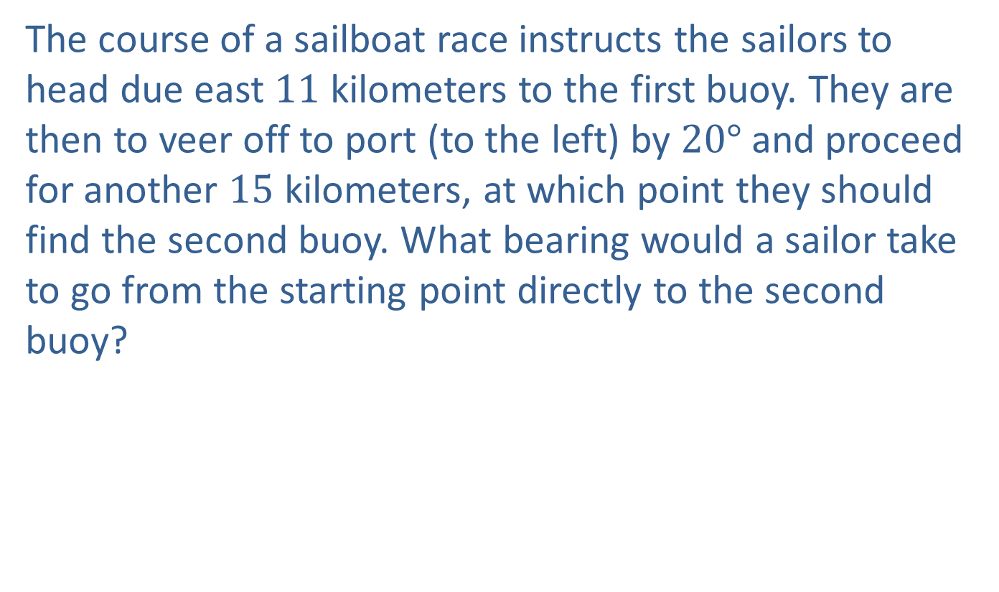 The course of a sailboat race instructs the sailors to
head due east 11 kilometers to the first buoy. They are
then to veer off to port (to the left) by 20° and proceed
for another 15 kilometers, at which point they should
find the second buoy. What bearing would a sailor take
to go from the starting point directly to the second
buoy?